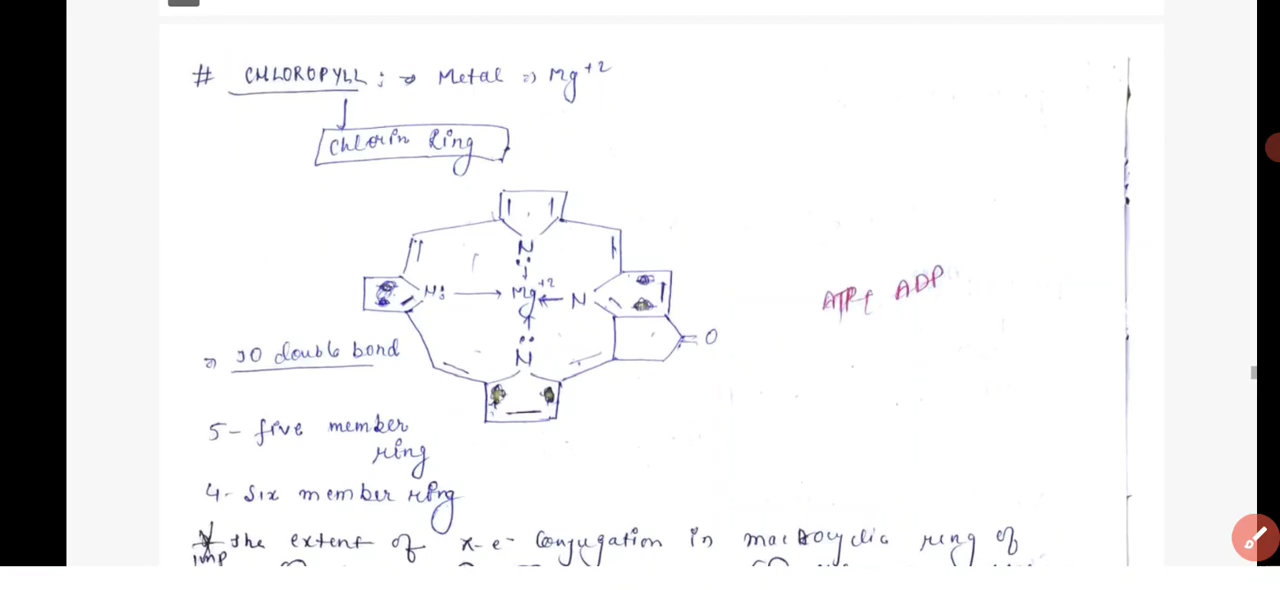 # CHLOROPYLL : → Metal ⇒ Mg+2
Chlorin Ring
N:
Mg+2
N
N:
N
O
ATP + ADP
⇒ 10 double bond
5 - five member
ring
4 - six member ring
* the extent of π-e- Conjugation in macrocyclic ring of
imp